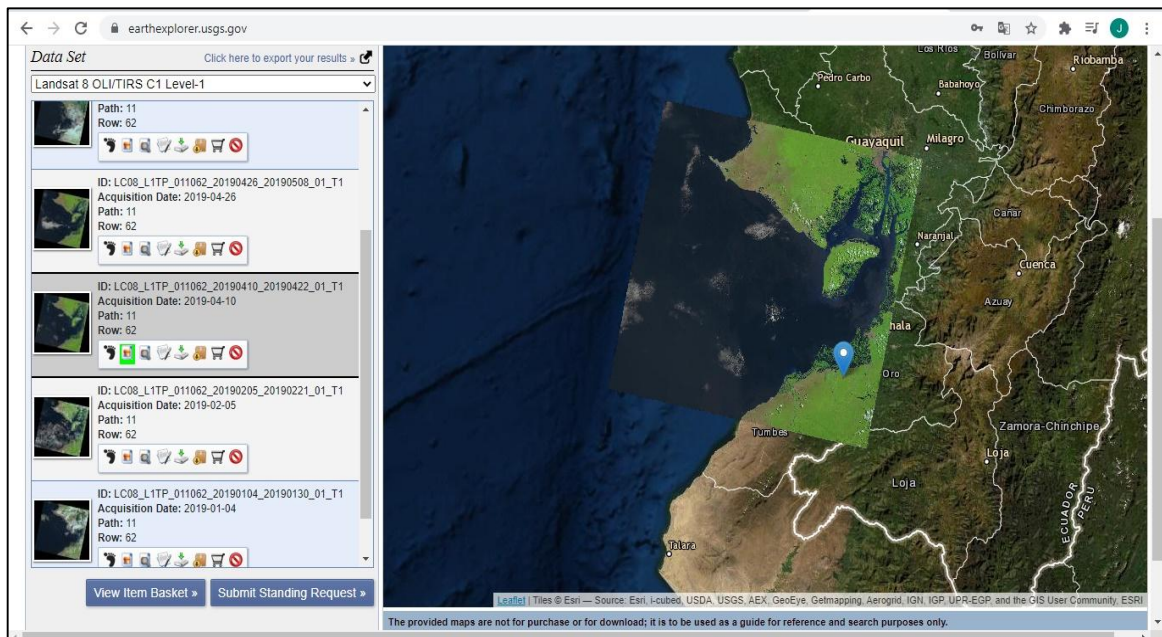 earthexplorer.usgs.gov
J
Data Set
Click here to export your results »
Landsat 8 OLI/TIRS C1 Level-1
Path: 11
Row: 62
ID: LC08_L1TP_011062_20190426_20190508_01_T1
Acquisition Date: 2019-04-26
Path: 11
Row: 62
ID: LC08_L1TP_011062_20190410_20190422_01_T1
Acquisition Date: 2019-04-10
Path: 11
Row: 62
ID: LC08_L1TP_011062_20190205_20190221_01_T1
Acquisition Date: 2019-02-05
Path: 11
Row: 62
ID: LC08_L1TP_011062_20190104_20190130_01_T1
Acquisition Date: 2019-01-04
Path: 11
Row: 62
View Item Basket »
Submit Standing Request »
Los Ríos
Bolívar
Riobamba
Pedro Carbo
Babahoyo
Chimborazo
Guayaquil
Milagro
Cañar
Naranjal
Cuenca
Azuay
hala
Oro
Tumbes
Zamora-Chinchipe
Loja
Loja
ECUADOR
PERU
Talara
Leaflet | Tiles © Esri — Source: Esri, i-cubed, USDA, USGS, AEX, GeoEye, Getmapping, Aerogrid, IGN, IGP, UPR-EGP, and the GIS User Community, ESRI
The provided maps are not for purchase or for download; it is to be used as a guide for reference and search purposes only.